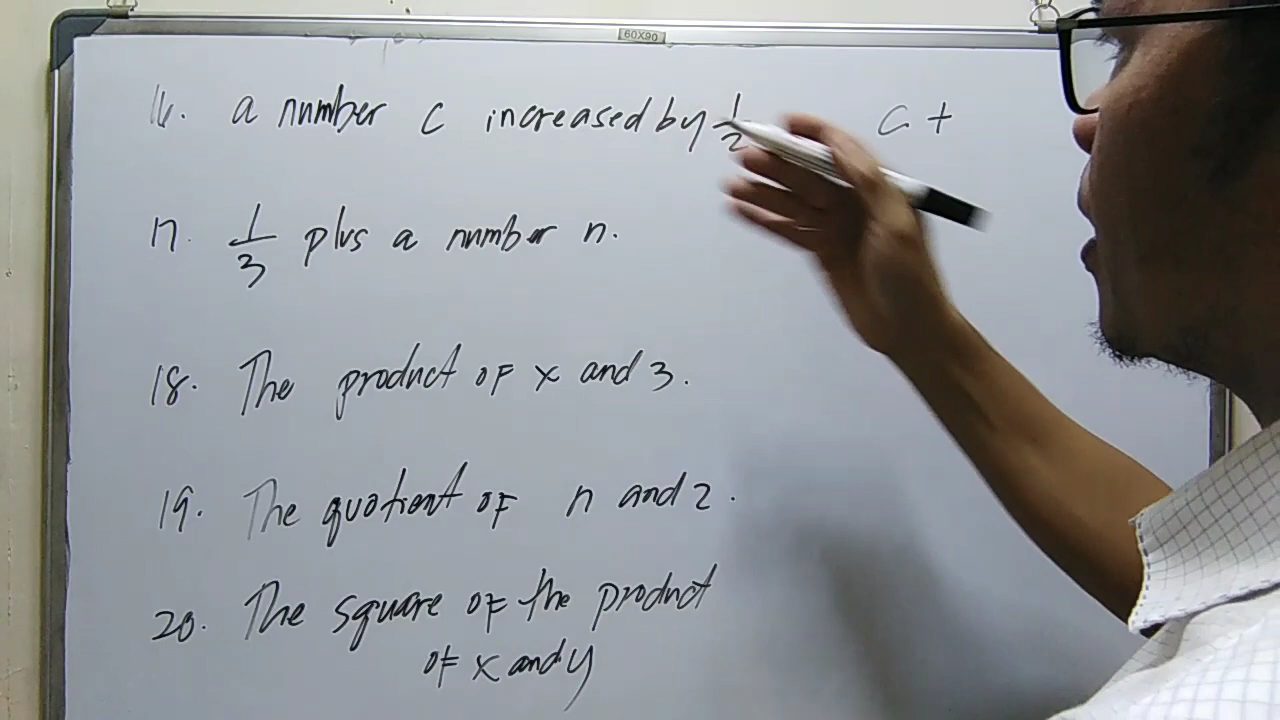 60X90
16. a number c increased by 1/2 c +
17. 1/3 plus a number n.
18. The product of x and 3.
19. The quotient of n and 2.
20. The square of the product
of x and y